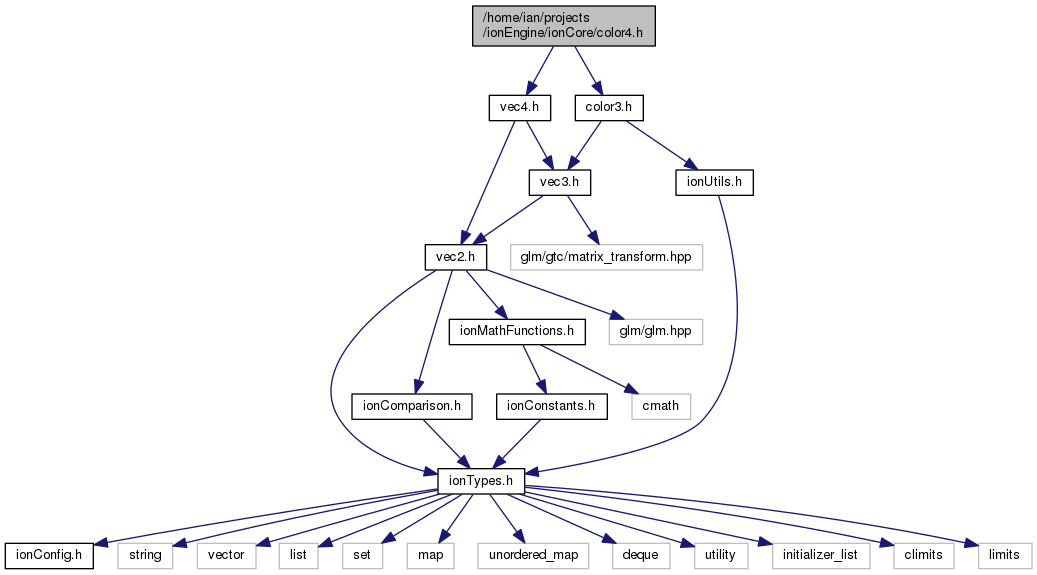 /home/ian/projects
/ionEngine/ionCore/color4.h
vec4.h
color3.h
vec3.h
ionUtils.h
vec2.h
glm/gtc/matrix_transform.hpp
ionMathFunctions.h
glm/glm.hpp
ionComparison.h
ionConstants.h
cmath
ionTypes.h
ionConfig.h
string
vector
list
set
map
unordered_map
deque
utility
initializer_list
climits
limits